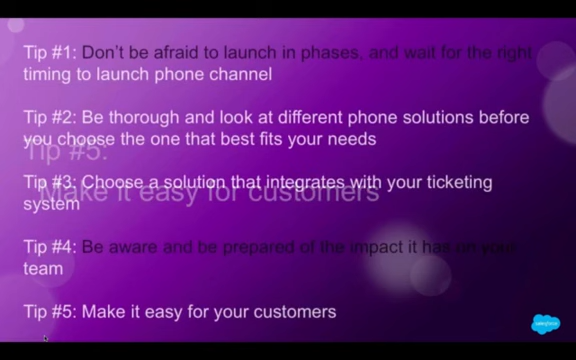 Tip #1: Don't be afraid to launch in phases, and wait for the right
timing to launch phone channel
Tip #2: Be thorough and look at different phone solutions before
you choose the one that best fits your needs
Tip #5:
Tip #3: Choose a solution that integrates with your ticketing
Make it easy for customers
system
Tip #4: Be aware and be prepared of the impact it has on your
team
Tip #5: Make it easy for your customers
salesforce